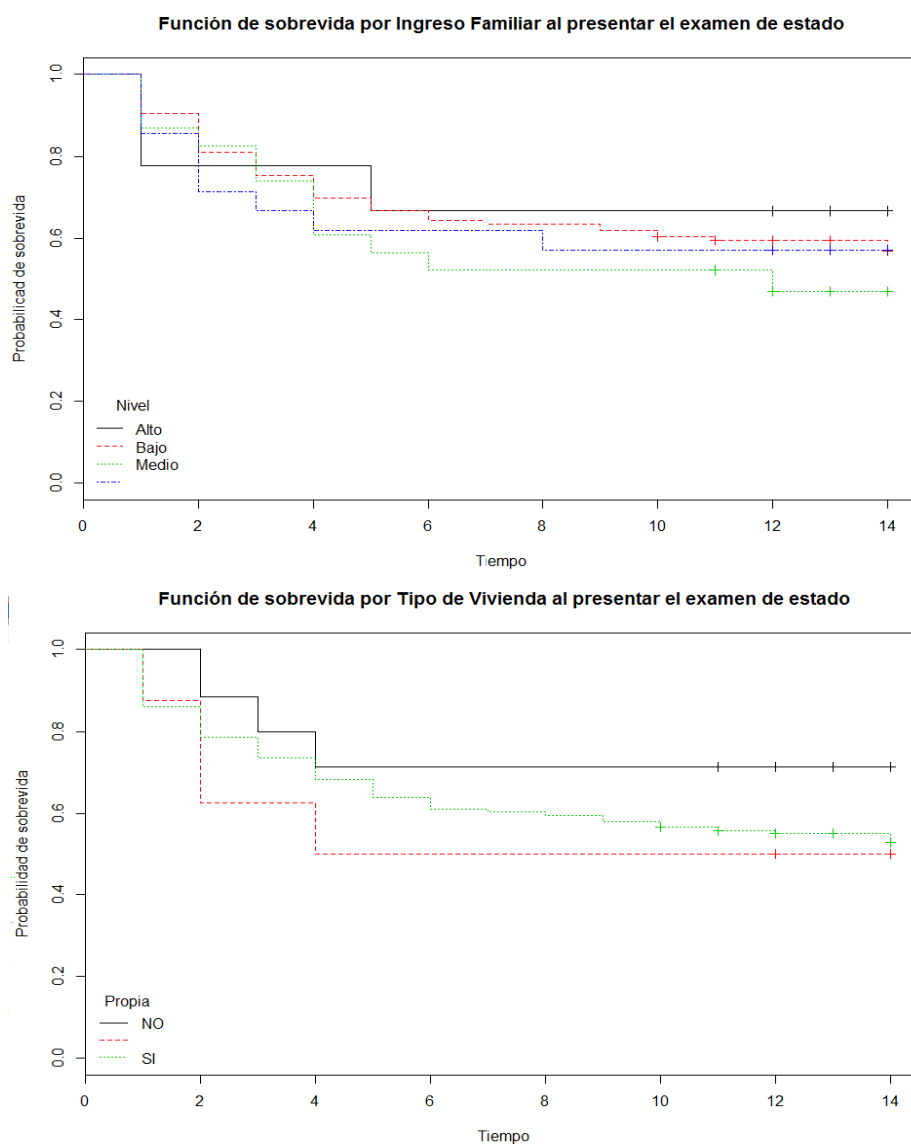 Función de sobrevida por Ingreso Familiar al presentar el examen de estado
Probabilicad de sobrevida
1.0
0.8
0.6
0.4
0.2
0.0
Nivel
Alto
Bajo
Medio
0 2 4 6 8 10 12 14
Tiempo
Función de sobrevida por Tipo de Vivienda al presentar el examen de estado
Probabilidad de sobrevida
1.0
0.8
0.6
0.4
0.2
0.0
Propia
NO
SI
0 2 4 6 8 10 12 14
Tiempo